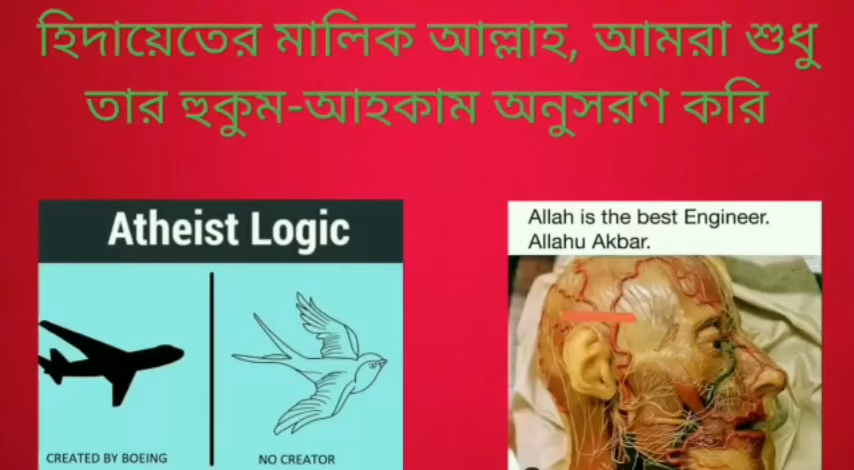 হিদায়েতের মালিক আল্লাহ, আমরা শুধু
তার হুকুম-আহকাম অনুসরণ করি
Atheist Logic
CREATED BY BOEING
NO CREATOR
Allah is the best Engineer.
Allahu Akbar.